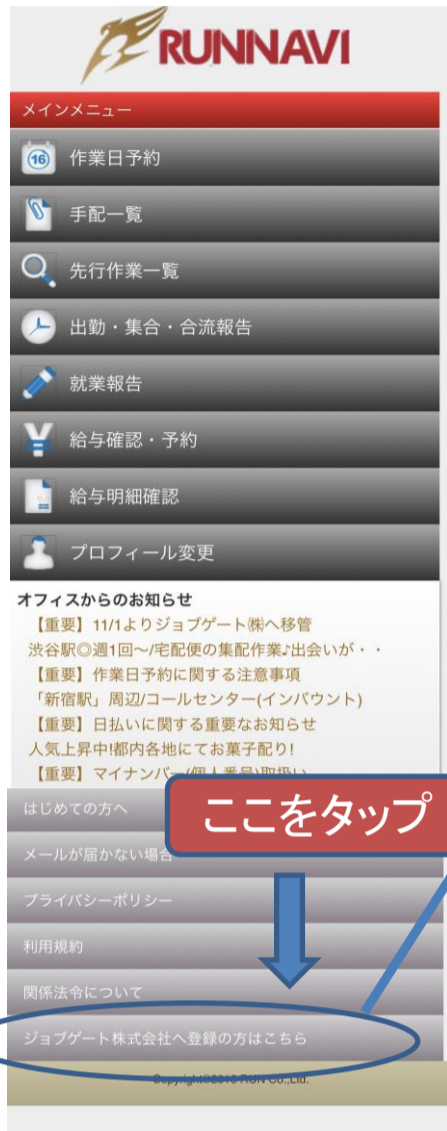 RUNNAVI
メインメニュー
16 作業日予約
手配一覧
先行作業一覧
出勤・集合・合流報告
就業報告
給与確認・予約
給与明細確認
プロフィール変更
オフィスからのお知らせ
【重要】11/1よりジョブゲート㈱へ移管
渋谷駅◎週1回～/宅配便の集配作業♪出会いが・・
【重要】作業日予約に関する注意事項
「新宿駅」周辺/コールセンター(インバウント)
【重要】日払いに関する重要なお知らせ
人気上昇中!都内各地にてお菓子配り!
【重要】マイナンバー(個人番号)取扱い
はじめての方へ
ここをタップ
メールが届かない場合
プライバシーポリシー
利用規約
関係法令について
ジョブゲート株式会社へ登録の方はこちら
Copyright©2016 RUN Co.,Ltd.